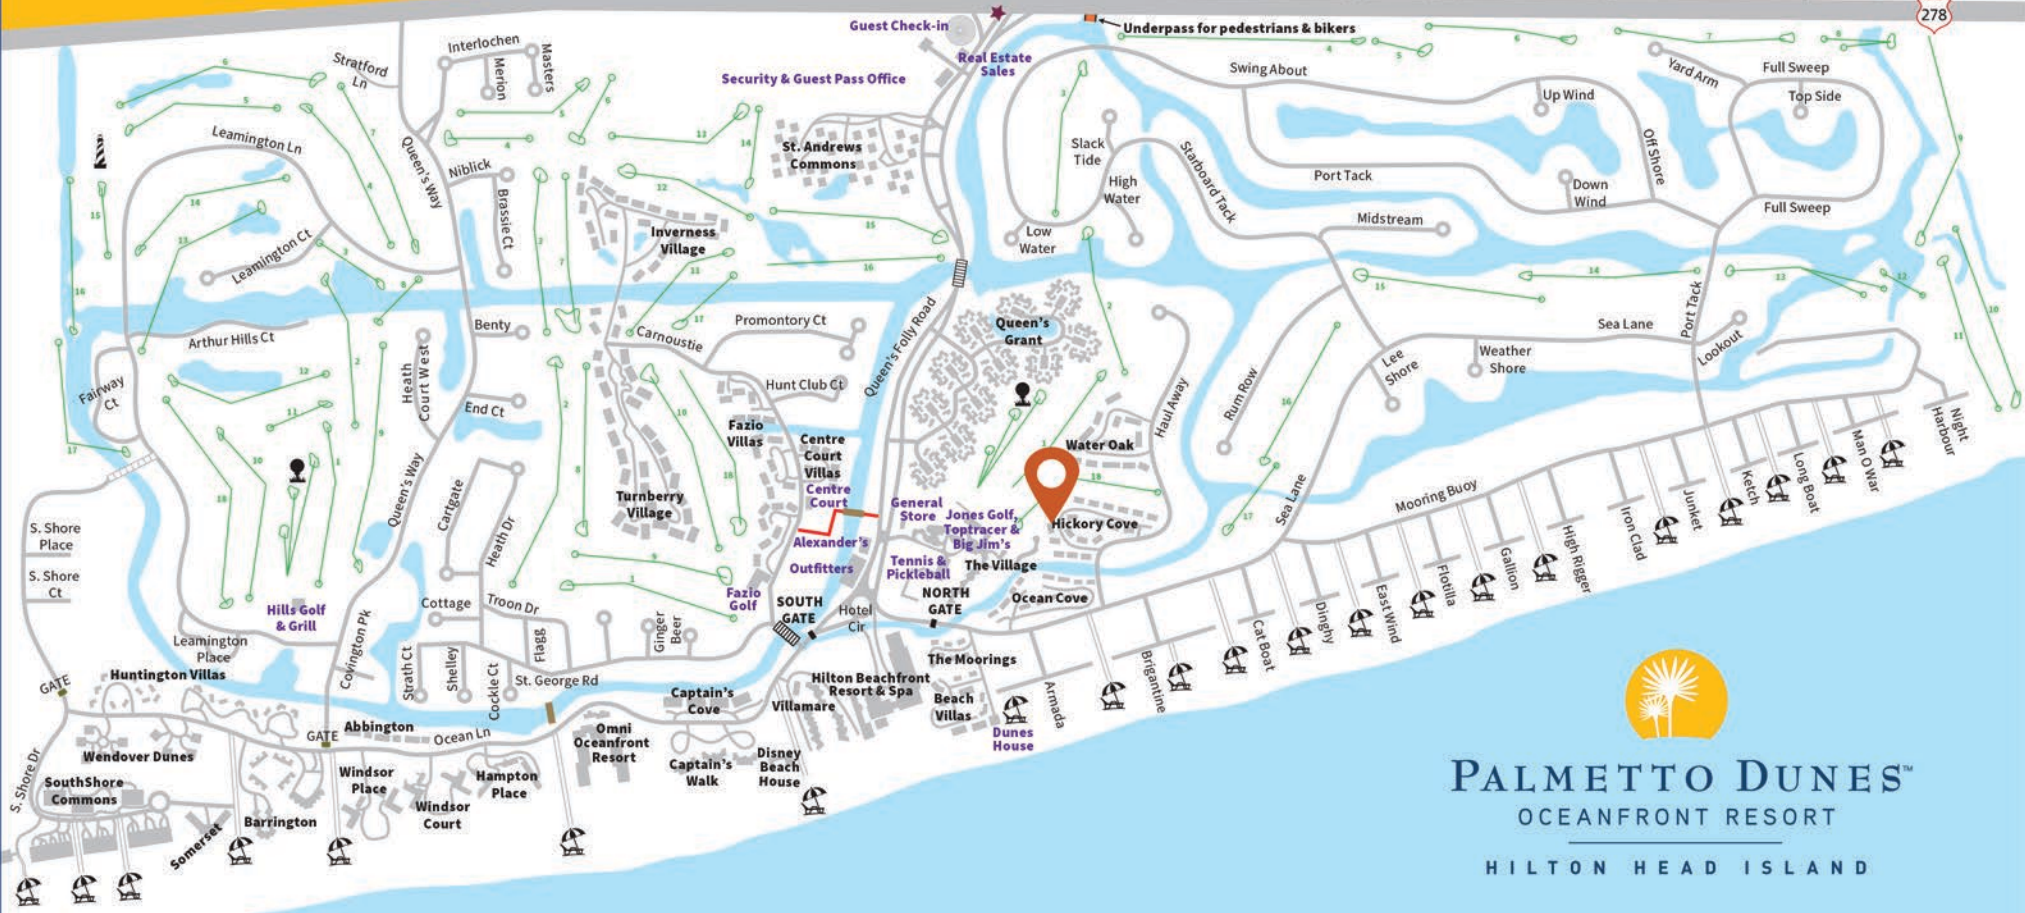 278
Guest Check-in
Underpass for pedestrians & bikers
Real Estate
Sales
Security & Guest Pass Office
Interlochen
Masters
Merion
Stratford
Ln
Leamington Ln
Queen's Way
Niblick
Brassie Ct
Leamington Ct
St. Andrews
Commons
Inverness
Village
Swing About
Up Wind
Yard Arm
Full Sweep
Top Side
Off Shore
Slack
Tide
High
Water
Starboard Tack
Port Tack
Down
Wind
Full Sweep
Midstream
Low
Water
Arthur Hills Ct
Benty
Carnoustie
Promontory Ct
Queen's Folly Road
Queen's
Grant
Sea Lane
Port Tack
Lookout
Weather
Shore
Lee
Shore
Rum Row
Haul Away
Fairway
Ct
Heath
Court West
End Ct
Hunt Club Ct
Fazio
Villas
Centre
Court
Villas
Centre
Court
Water Oak
Night
Harbour
Queen's Way
Cartgate
Heath Dr
Turnberry
Village
General
Store
Jones Golf,
Toptracer &
Big Jim's
Hickory Cove
Sea Lane
Mooring Buoy
Man O War
Long Boat
Ketch
Junket
Iron Clad
High Rigger
Gallion
Flotilla
East Wind
Dinghy
Cat Boat
Brigantine
Armada
S. Shore
Place
S. Shore
Ct
Alexander's
Outfitters
Tennis &
Pickleball
The Village
Fazio
Golf
SOUTH
GATE
Hotel
Cir
NORTH
GATE
Ocean Cove
Hills Golf
& Grill
Cottage
Troon Dr
Flagg
Ginger
Beer
Leamington
Place
Covington Pk
Strath Ct
Shelley
Cockle Ct
St. George Rd
The Moorings
GATE
Huntington Villas
Captain's
Cove
Hilton Beachfront
Resort & Spa
Villamare
Beach
Villas
Dunes
House
GATE
Abbington
Ocean Ln
Omni
Oceanfront
Resort
Captain's
Walk
Disney
Beach
House
S. Shore Dr
Wendover Dunes
SouthShore
Commons
Windsor
Place
Hampton
Place
Windsor
Court
Barrington
Somerset
PALMETTO DUNES™
OCEANFRONT RESORT
HILTON HEAD ISLAND